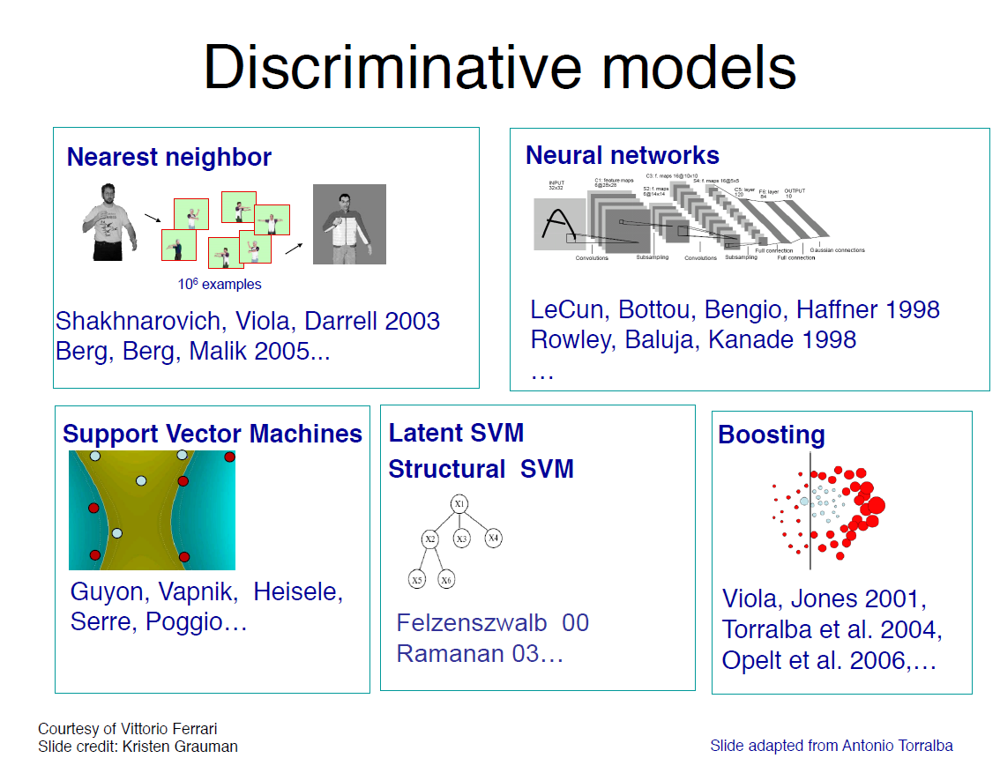 Discriminative models
Nearest neighbor
10⁶ examples
Shakhnarovich, Viola, Darrell 2003
Berg, Berg, Malik 2005...
Neural networks
INPUT
32x32
C1: feature maps
6@28x28
S2: f. maps
6@14x14
C3: f. maps 16@10x10
S4: f. maps 16@5x5
C5: layer
120
F6: layer
84
OUTPUT
10
Convolutions
Subsampling
Convolutions
Subsampling
Full connection
Full connection
Gaussian connections
LeCun, Bottou, Bengio, Haffner 1998
Rowley, Baluja, Kanade 1998
…
Support Vector Machines
Guyon, Vapnik, Heisele,
Serre, Poggio…
Latent SVM
Structural SVM
X1
X2
X3
X4
X5
X6
Felzenszwalb 00
Ramanan 03…
Boosting
Viola, Jones 2001,
Torralba et al. 2004,
Opelt et al. 2006,…
Courtesy of Vittorio Ferrari
Slide credit: Kristen Grauman
Slide adapted from Antonio Torralba